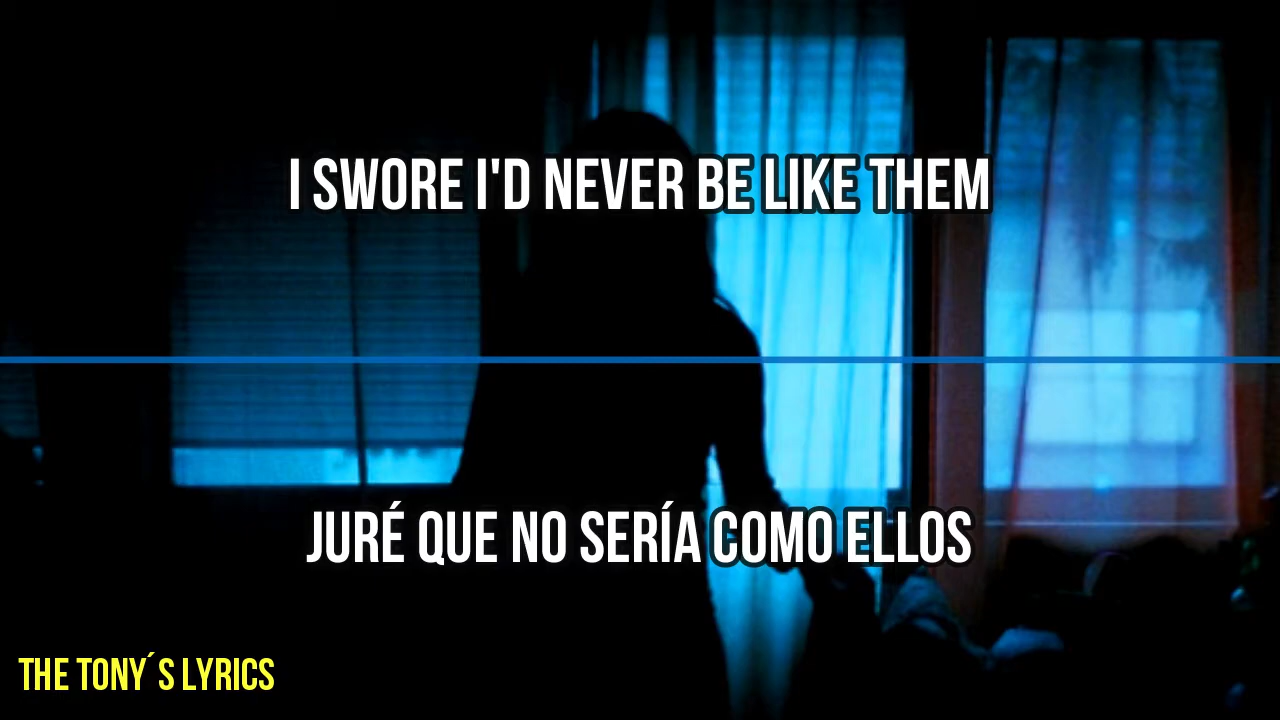 I SWORE I'D NEVER BE LIKE THEM
JURÉ QUE NO SERÍA COMO ELLOS
THE TONY´S LYRICS